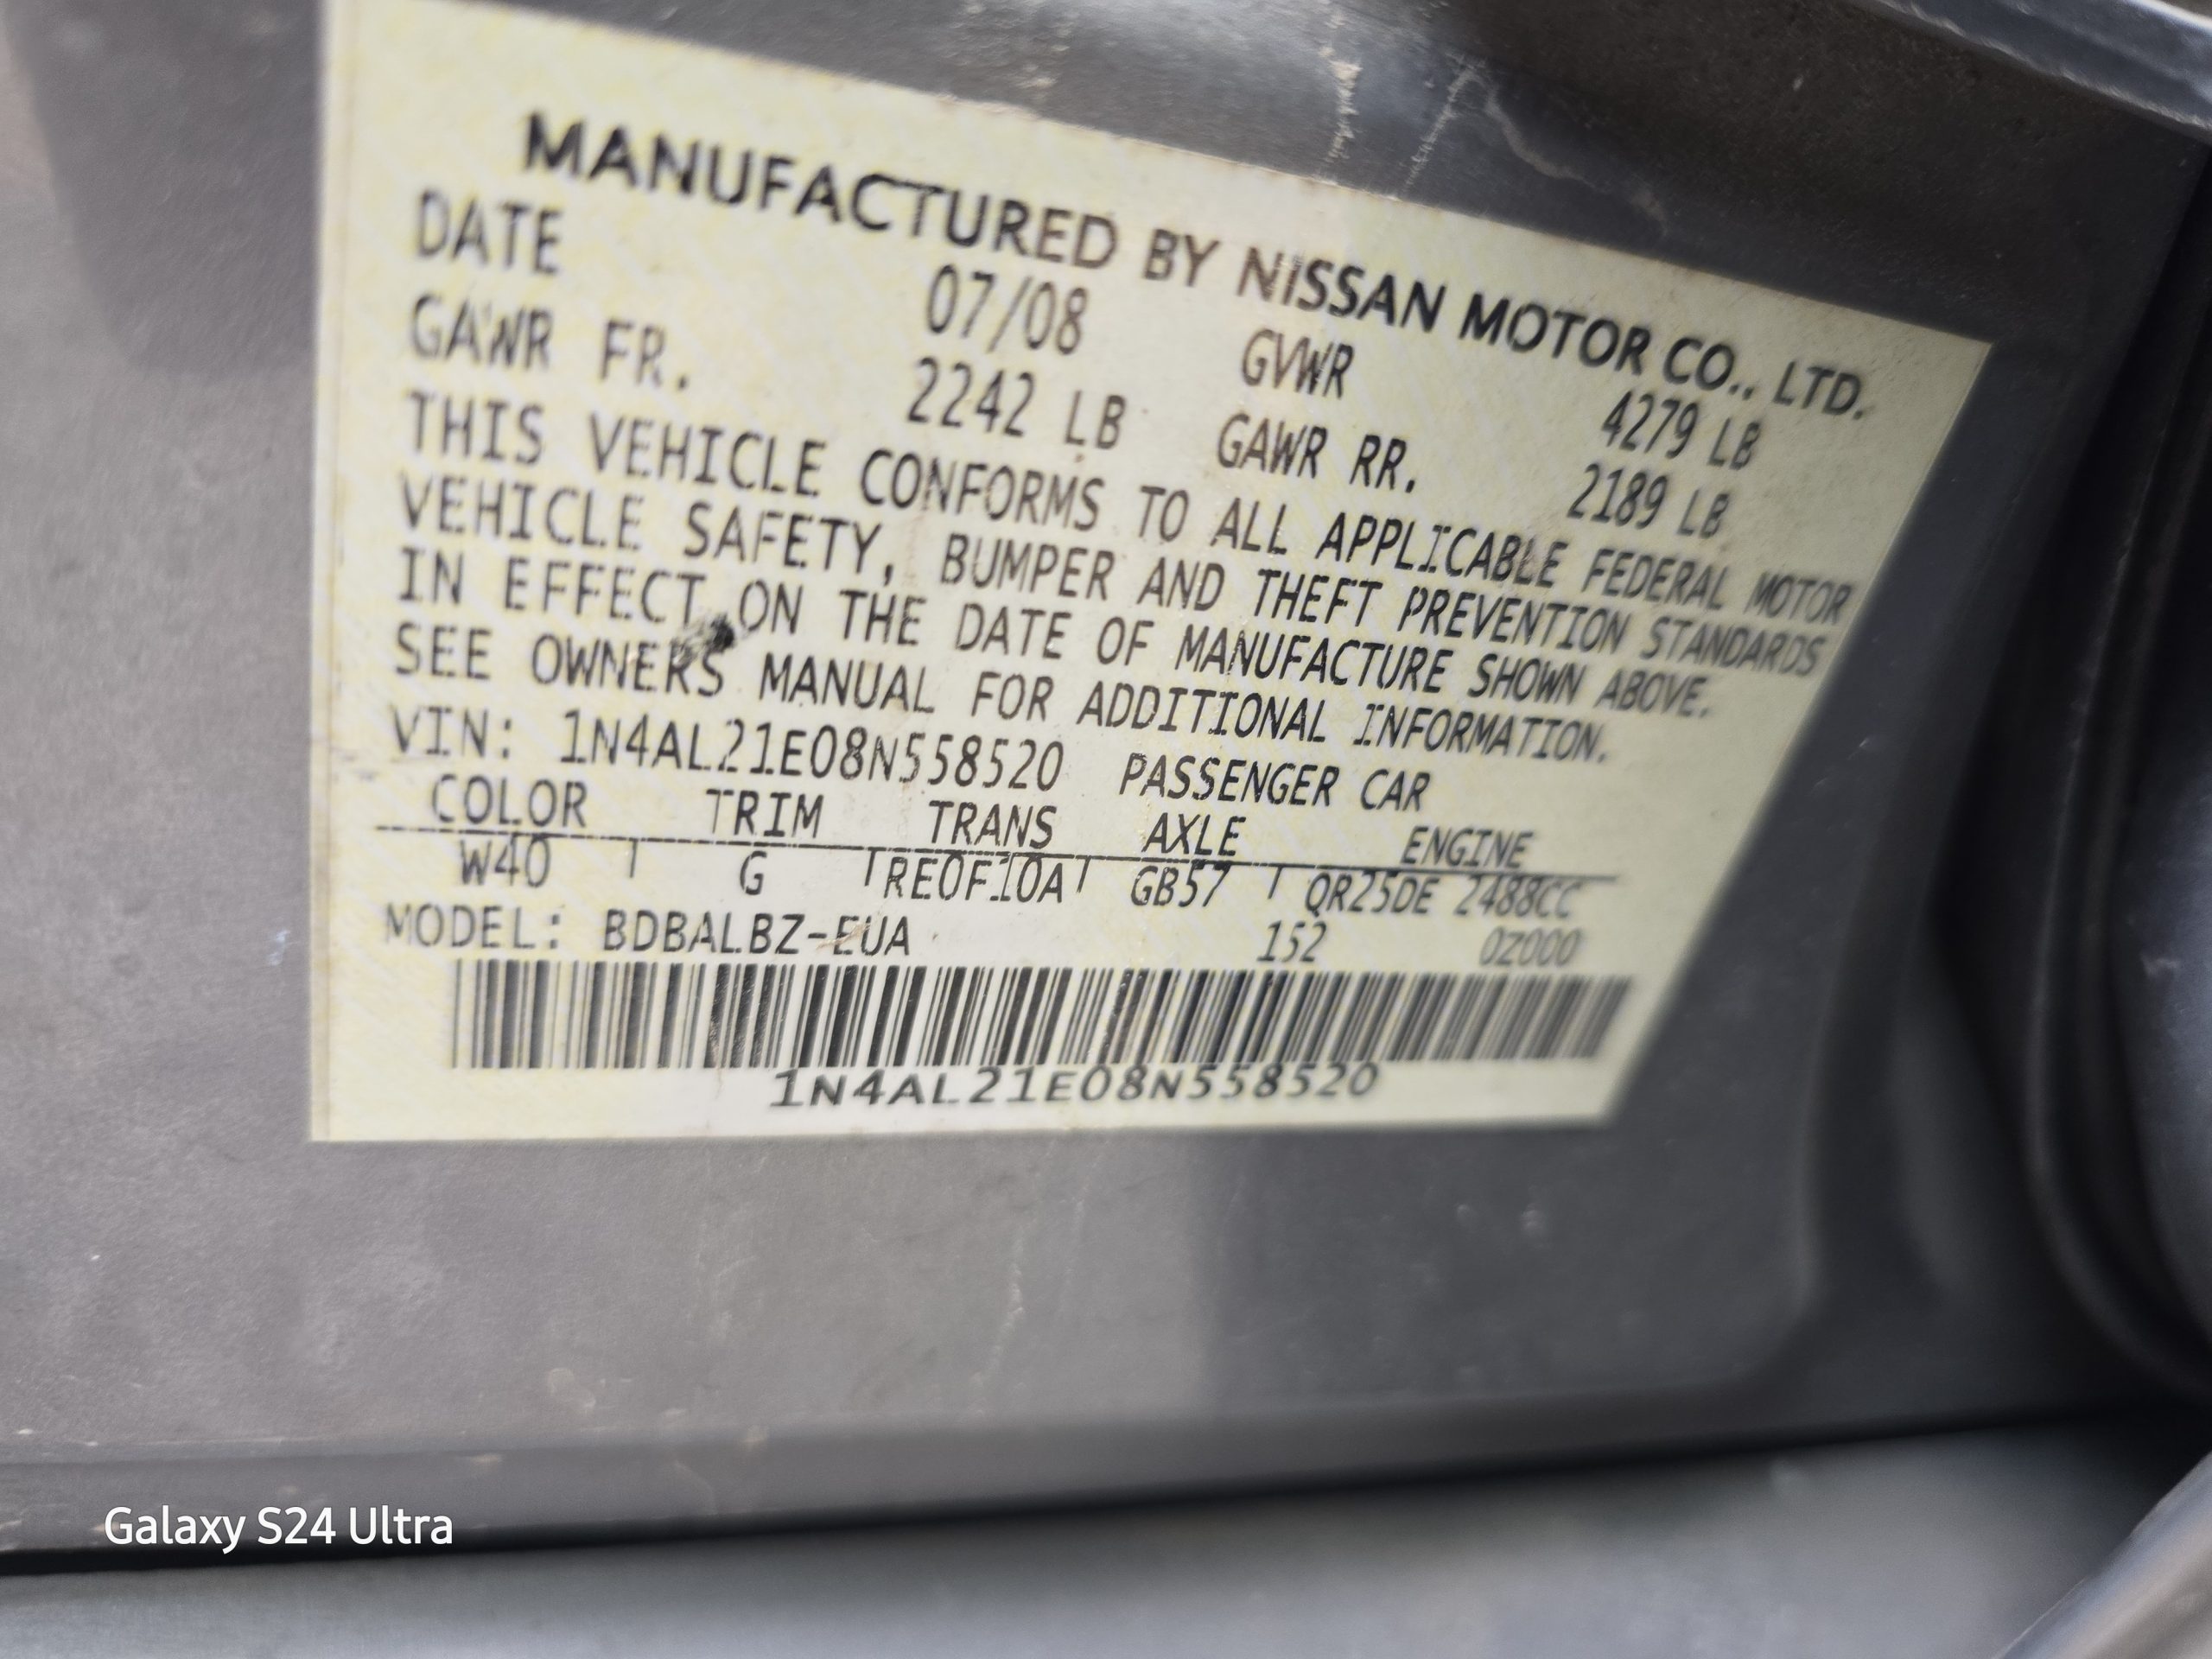 MANUFACTURED BY NISSAN MOTOR CO., LTD.
DATE 07/08 GVWR 4279 LB
GAWR FR. 2242 LB GAWR RR. 2189 LB
THIS VEHICLE CONFORMS TO ALL APPLICABLE FEDERAL MOTOR
VEHICLE SAFETY, BUMPER AND THEFT PREVENTION STANDARDS
IN EFFECT ON THE DATE OF MANUFACTURE SHOWN ABOVE.
SEE OWNERS MANUAL FOR ADDITIONAL INFORMATION.
VIN: 1N4AL21E08N558520 PASSENGER CAR
COLOR TRIM TRANS AXLE ENGINE
W40 G RE0F10A GB57 QR25DE 2488CC
MODEL: BDBALBZ-EUA 152 0Z000
1N4AL21E08N558520
Galaxy S24 Ultra